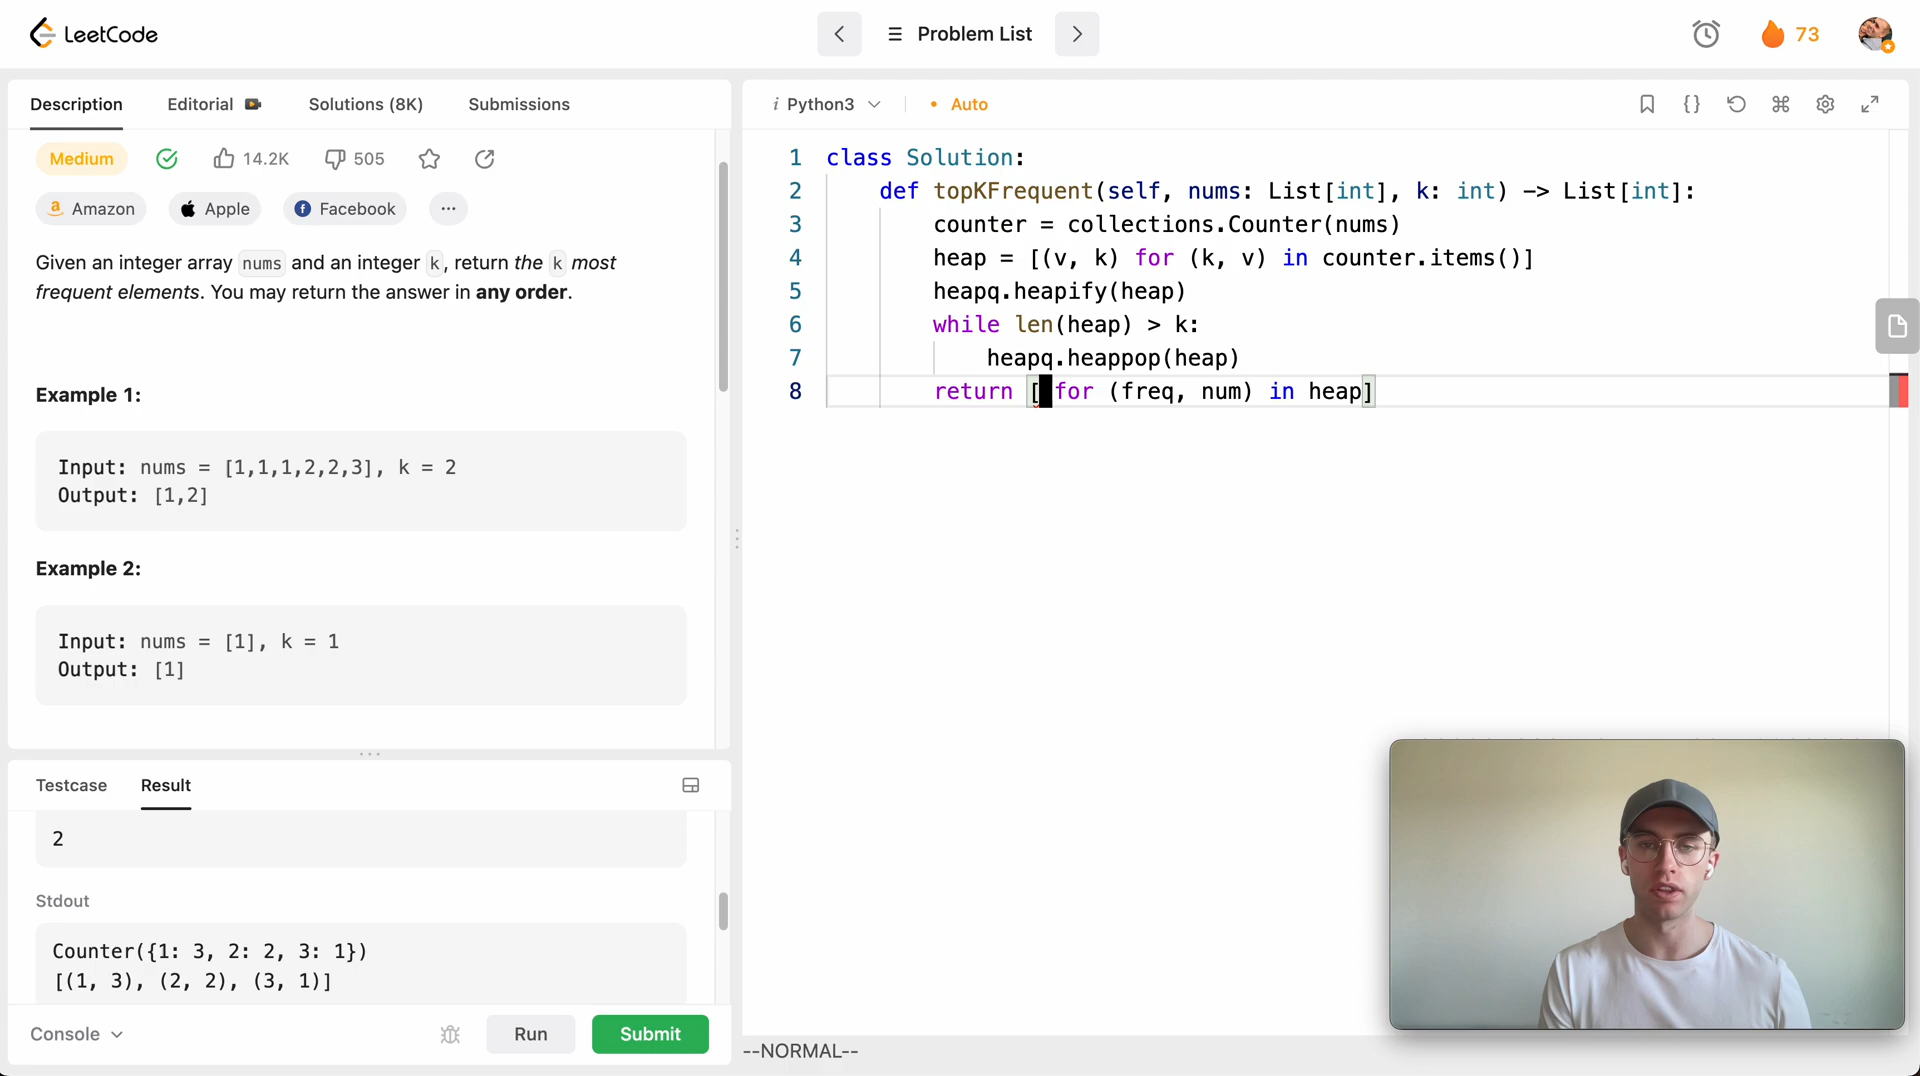 LeetCode
Problem List
73
Description
Editorial
Solutions (8K)
Submissions
Medium
14.2K
505
Amazon
Apple
Facebook
...
Given an integer array nums and an integer k, return the k most
frequent elements. You may return the answer in any order.
Example 1:
Input: nums = [1,1,1,2,2,3], k = 2
Output: [1,2]
Example 2:
Input: nums = [1], k = 1
Output: [1]
Testcase
Result
2
Stdout
Counter({1: 3, 2: 2, 3: 1})
[(1, 3), (2, 2), (3, 1)]
Console
Run
Submit
i Python3
• Auto
{}
1 class Solution:
2 def topKFrequent(self, nums: List[int], k: int) -> List[int]:
3 counter = collections.Counter(nums)
4 heap = [(v, k) for (k, v) in counter.items()]
5 heapq.heapify(heap)
6 while len(heap) > k:
7 heapq.heappop(heap)
8 return [ for (freq, num) in heap]
--NORMAL--